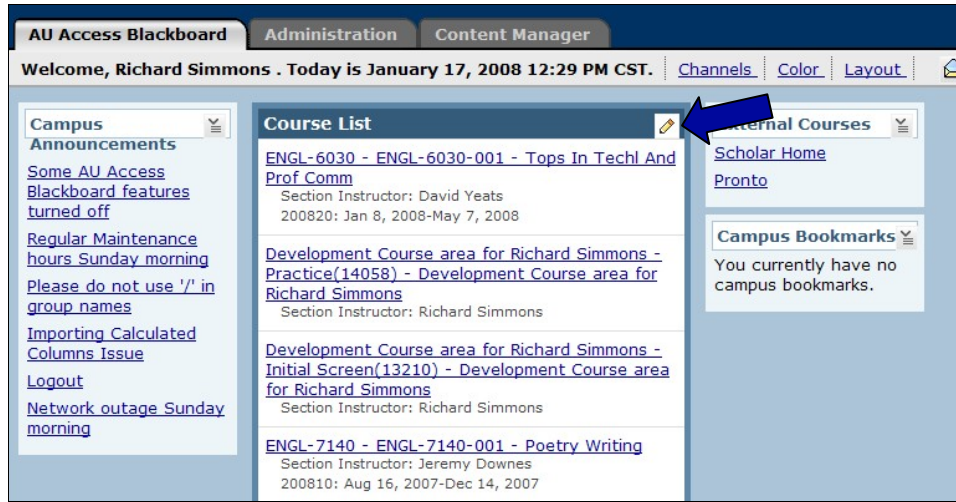 AU Access Blackboard Administration Content Manager
Welcome, Richard Simmons . Today is January 17, 2008 12:29 PM CST. Channels Color Layout
Campus
Announcements
Some AU Access
Blackboard features
turned off
Regular Maintenance
hours Sunday morning
Please do not use '/' in
group names
Importing Calculated
Columns Issue
Logout
Network outage Sunday
morning
Course List
ENGL-6030 - ENGL-6030-001 - Tops In Techl And
Prof Comm
Section Instructor: David Yeats
200820: Jan 8, 2008-May 7, 2008
Development Course area for Richard Simmons -
Practice(14058) - Development Course area for
Richard Simmons
Section Instructor: Richard Simmons
Development Course area for Richard Simmons -
Initial Screen(13210) - Development Course area
for Richard Simmons
Section Instructor: Richard Simmons
ENGL-7140 - ENGL-7140-001 - Poetry Writing
Section Instructor: Jeremy Downes
200810: Aug 16, 2007-Dec 14, 2007
Courses
Scholar Home
Pronto
Campus Bookmarks
You currently have no
campus bookmarks.